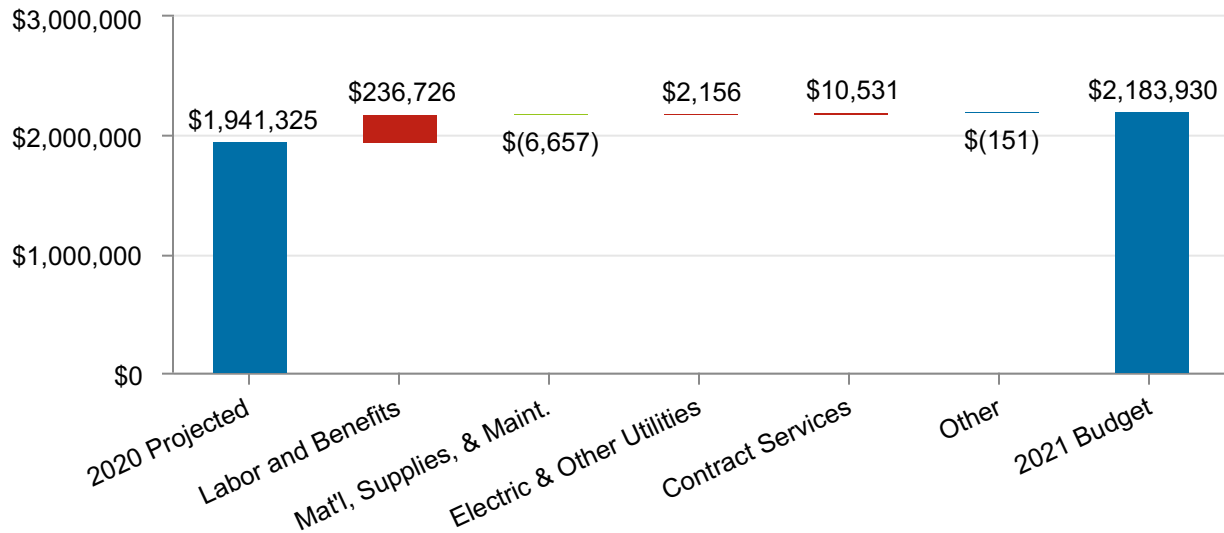 $3,000,000
$2,000,000
$1,000,000
$0
$1,941,325
$236,726
$(6,657)
$2,156
$10,531
$(151)
$2,183,930
2020 Projected
Labor and Benefits
Mat'l, Supplies, & Maint.
Electric & Other Utilities
Contract Services
Other
2021 Budget